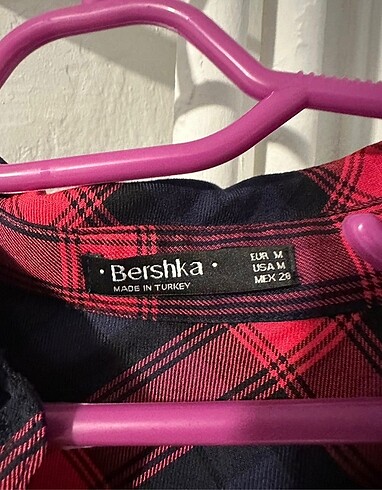 · Bershka ·
MADE IN TURKEY
EUR M
USA M
MEX 28